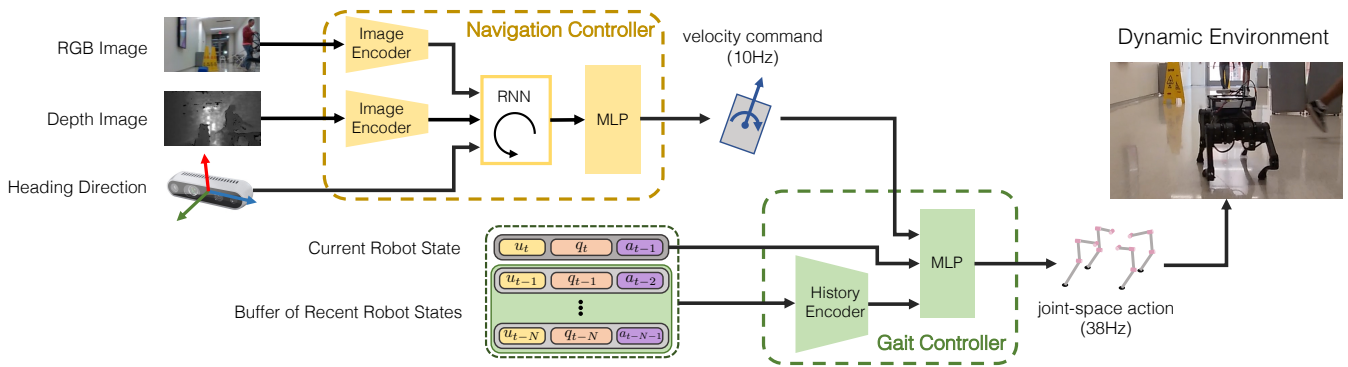 RGB Image
Depth Image
Heading Direction
Navigation Controller
Image
Encoder
Image
Encoder
RNN
MLP
velocity command
(10Hz)
Dynamic Environment
Current Robot State
u_t q_t a_{t-1}
u_{t-1} q_{t-1} a_{t-2}
Buffer of Recent Robot States
u_{t-N} q_{t-N} a_{t-N-1}
History
Encoder
MLP
Gait Controller
joint-space action
(38Hz)